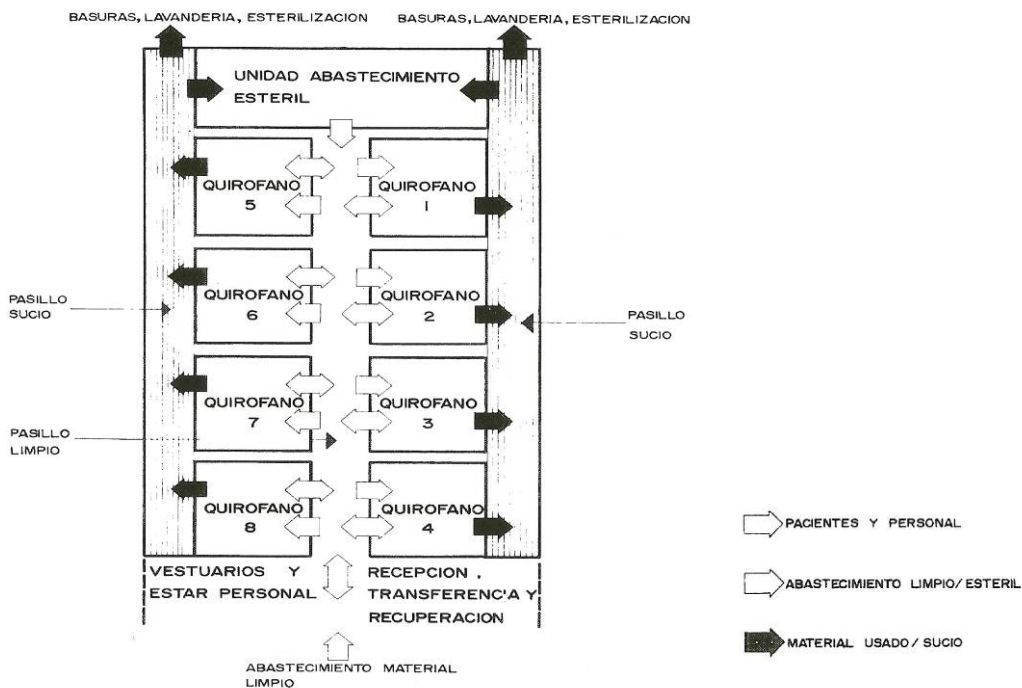 BASURAS, LAVANDERIA, ESTERILIZACION
BASURAS, LAVANDERIA, ESTERILIZACION
UNIDAD ABASTECIMIENTO
ESTERIL
QUIROFANO
5
QUIROFANO
1
QUIROFANO
6
QUIROFANO
2
PASILLO
SUCIO
PASILLO
SUCIO
QUIROFANO
7
QUIROFANO
3
PASILLO
LIMPIO
QUIROFANO
8
QUIROFANO
4
VESTUARIOS Y
ESTAR PERSONAL
RECEPCION,
TRANSFERENCIA Y
RECUPERACION
ABASTECIMIENTO MATERIAL
LIMPIO
PACIENTES Y PERSONAL
ABASTECIMIENTO LIMPIO/ESTERIL
MATERIAL USADO/SUCIO